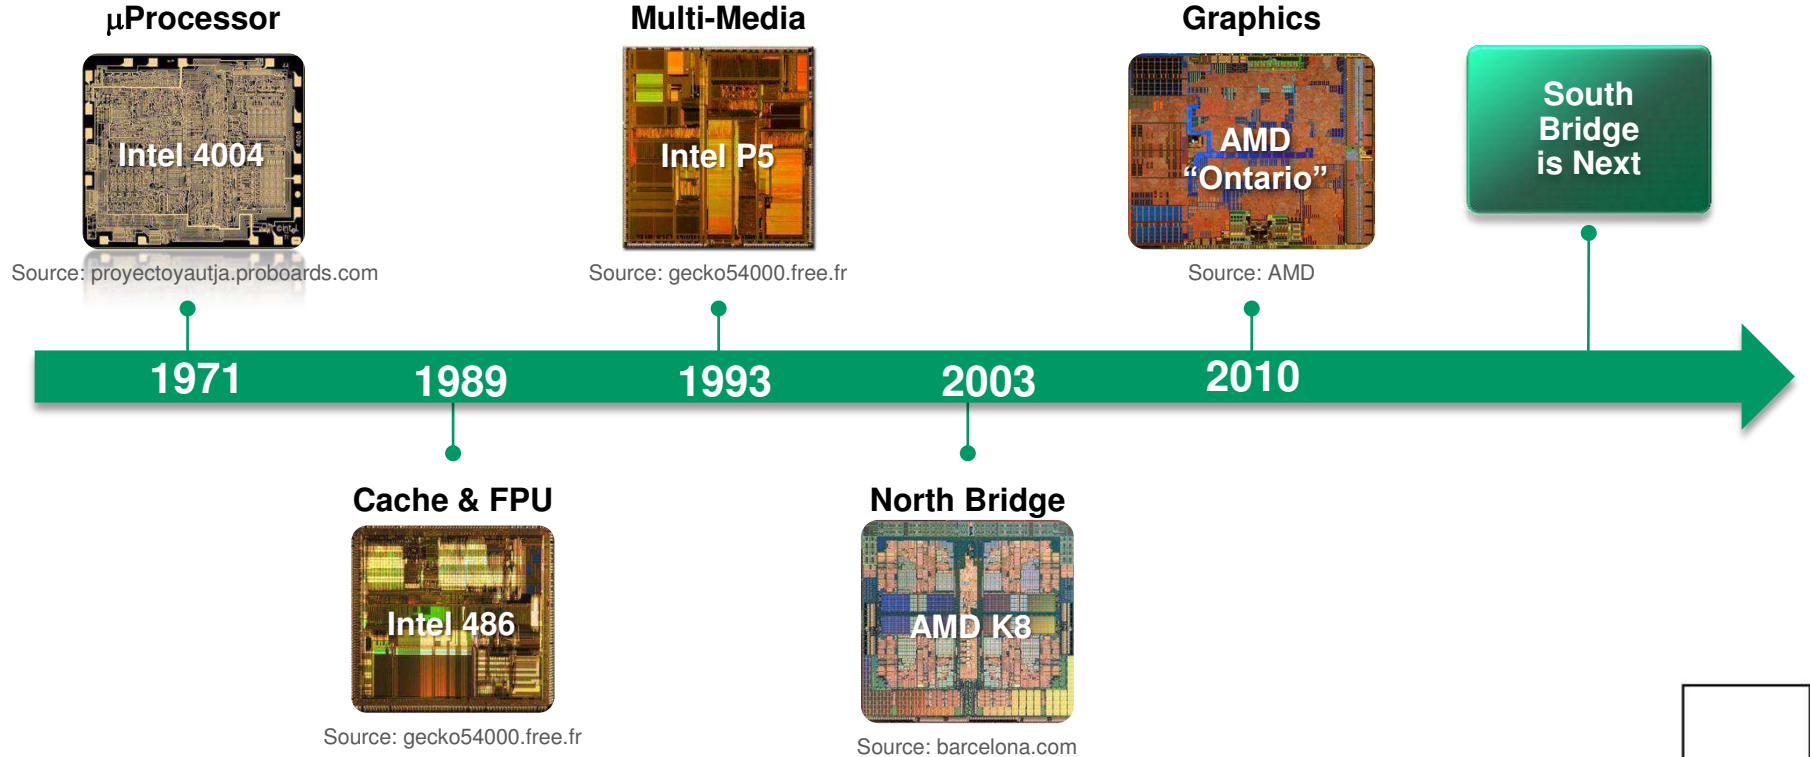 μProcessor
Multi-Media
Graphics
Intel 4004
Intel P5
AMD
“Ontario”
South
Bridge
is Next
Source: proyectoyautja.proboards.com
Source: gecko54000.free.fr
Source: AMD
1971
1989
1993
2003
2010
Cache & FPU
North Bridge
Intel 486
AMD K8
Source: gecko54000.free.fr
Source: barcelona.com